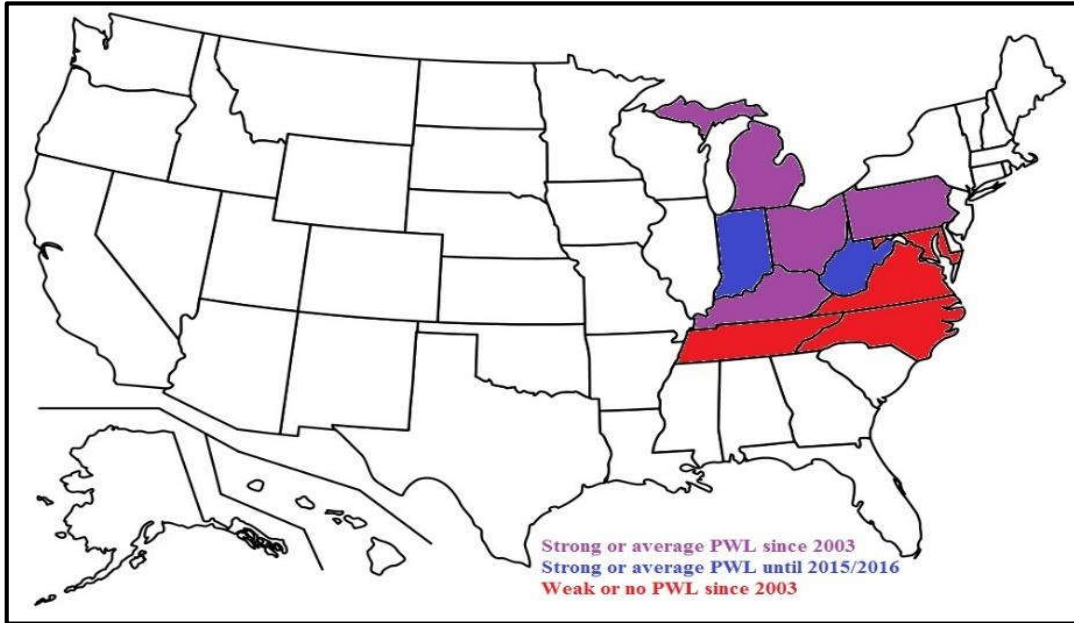 Strong or average PWL since 2003
Strong or average PWL until 2015/2016
Weak or no PWL since 2003